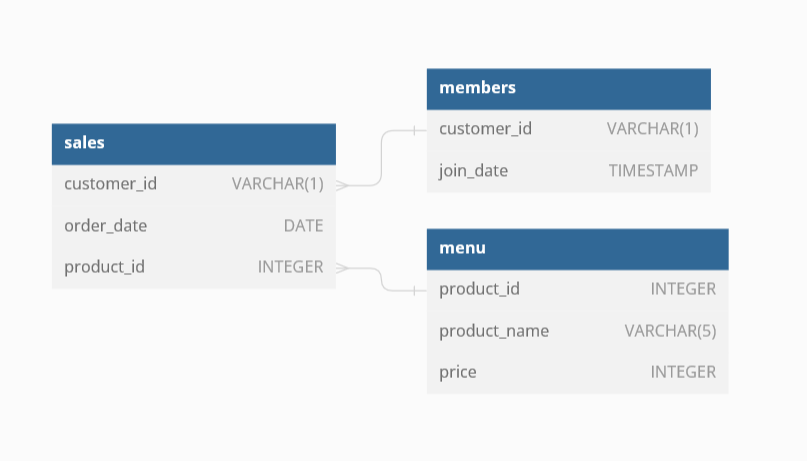 sales
customer_id VARCHAR(1)
order_date DATE
product_id INTEGER
members
customer_id VARCHAR(1)
join_date TIMESTAMP
menu
product_id INTEGER
product_name VARCHAR(5)
price INTEGER